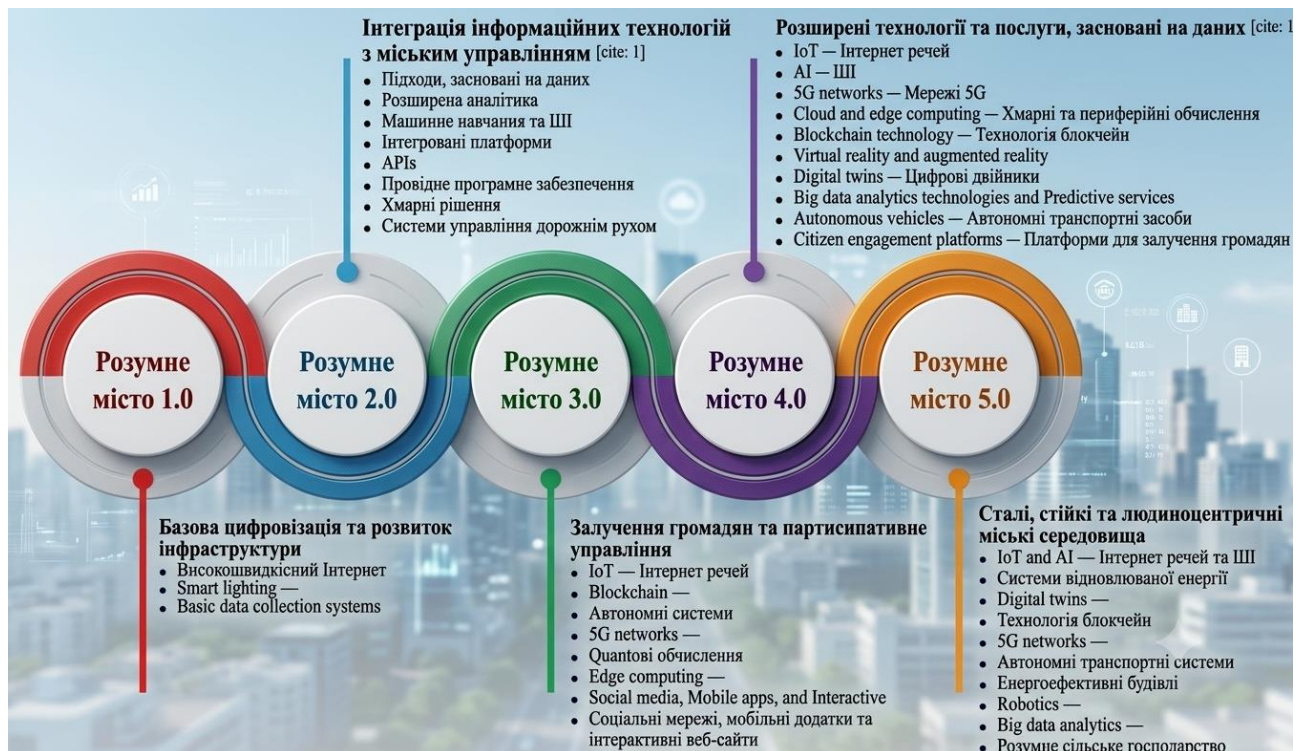 Інтеграція інформаційних технологій
з міським управлінням [cite: 1]
• Підходи, засновані на даних
• Розширена аналітика
• Машинне навчання та ШІ
• Інтегровані платформи
• APIs
• Провідне програмне забезпечення
• Хмарні рішення
• Системи управління дорожнім рухом
Розширені технології та послуги, засновані на даних [cite: 1
• IoT — Інтернет речей
• AI — ШІ
• 5G networks — Мережі 5G
• Cloud and edge computing — Хмарні та периферійні обчислення
• Blockchain technology — Технологія блокчейн
• Virtual reality and augmented reality
• Digital twins — Цифрові двійники
• Big data analytics technologies and Predictive services
• Autonomous vehicles — Автономні транспортні засоби
• Citizen engagement platforms — Платформи для залучення громадян
Розумне
місто 1.0
Розумне
місто 2.0
Розумне
місто 3.0
Розумне
місто 4.0
Розумне
місто 5.0
Базова цифровізація та розвиток
інфраструктури
• Високошвидкісний Інтернет
• Smart lighting —
• Basic data collection systems
Залучення громадян та партисипативне
управління
• IoT — Інтернет речей
• Blockchain —
• Автономні системи
• 5G networks —
• Quantові обчислення
• Edge computing —
• Social media, Mobile apps, and Interactive
• Соціальні мережі, мобільні додатки та
інтерактивні веб-сайти
Сталі, стійкі та людиноцентричні
міські середовища
• IoT and AI — Інтернет речей та ШІ
• Системи відновлюваної енергії
• Digital twins —
• Технологія блокчейн
• 5G networks —
• Автономні транспортні системи
• Енергоефективні будівлі
• Robotics —
• Big data analytics —
• Розумне сільське господарство